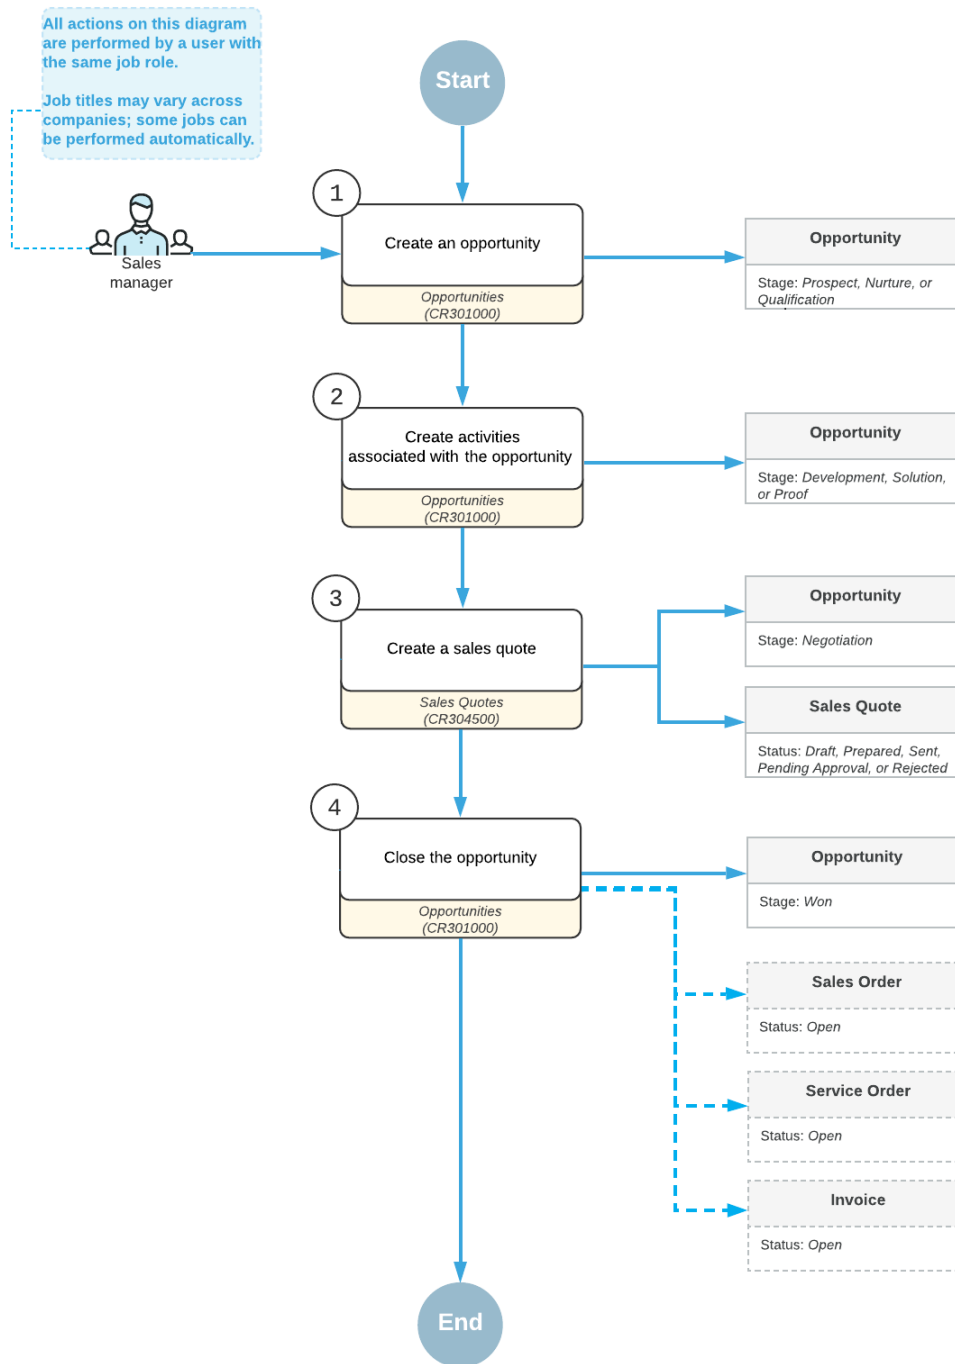 All actions on this diagram
are performed by a user with
the same job role.
Job titles may vary across
companies; some jobs can
be performed automatically.
Start
Sales
manager
1
Create an opportunity
Opportunities
(CR301000)
Opportunity
Stage: Prospect, Nurture, or
Qualification
2
Create activities
associated with the opportunity
Opportunities
(CR301000)
Opportunity
Stage: Development, Solution,
or Proof
3
Create a sales quote
Sales Quotes
(CR304500)
Opportunity
Stage: Negotiation
Sales Quote
Status: Draft, Prepared, Sent,
Pending Approval, or Rejected
4
Close the opportunity
Opportunities
(CR301000)
Opportunity
Stage: Won
Sales Order
Status: Open
Service Order
Status: Open
Invoice
Status: Open
End